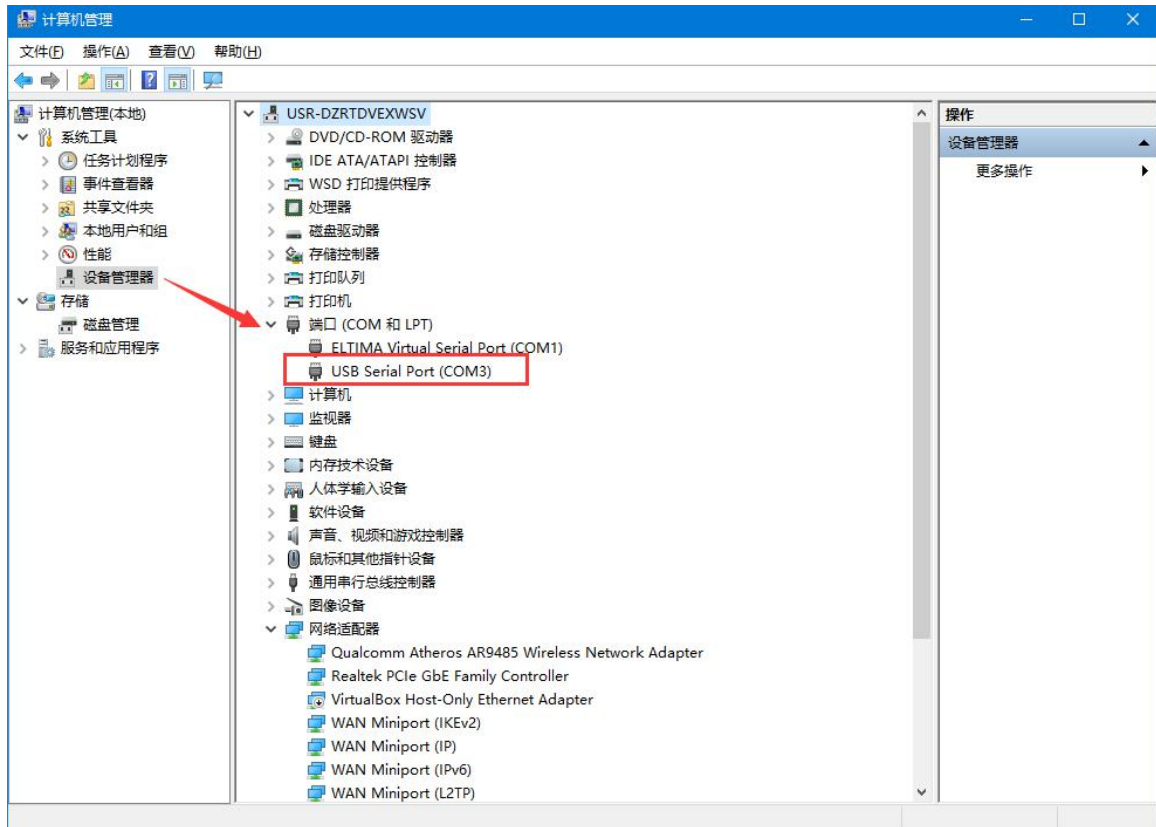 计算机管理
文件(F) 操作(A) 查看(V) 帮助(H)
计算机管理(本地)
系统工具
任务计划程序
事件查看器
共享文件夹
本地用户和组
性能
设备管理器
存储
磁盘管理
服务和应用程序
USR-DZRTDVEXWSV
DVD/CD-ROM 驱动器
IDE ATA/ATAPI 控制器
WSD 打印提供程序
处理器
磁盘驱动器
存储控制器
打印队列
打印机
端口 (COM 和 LPT)
ELTIMA Virtual Serial Port (COM1)
USB Serial Port (COM3)
计算机
监视器
键盘
内存技术设备
人体学输入设备
软件设备
声音、视频和游戏控制器
鼠标和其他指针设备
通用串行总线控制器
图像设备
网络适配器
Qualcomm Atheros AR9485 Wireless Network Adapter
Realtek PCIe GbE Family Controller
VirtualBox Host-Only Ethernet Adapter
WAN Miniport (IKEv2)
WAN Miniport (IP)
WAN Miniport (IPv6)
WAN Miniport (L2TP)
操作
设备管理器
更多操作